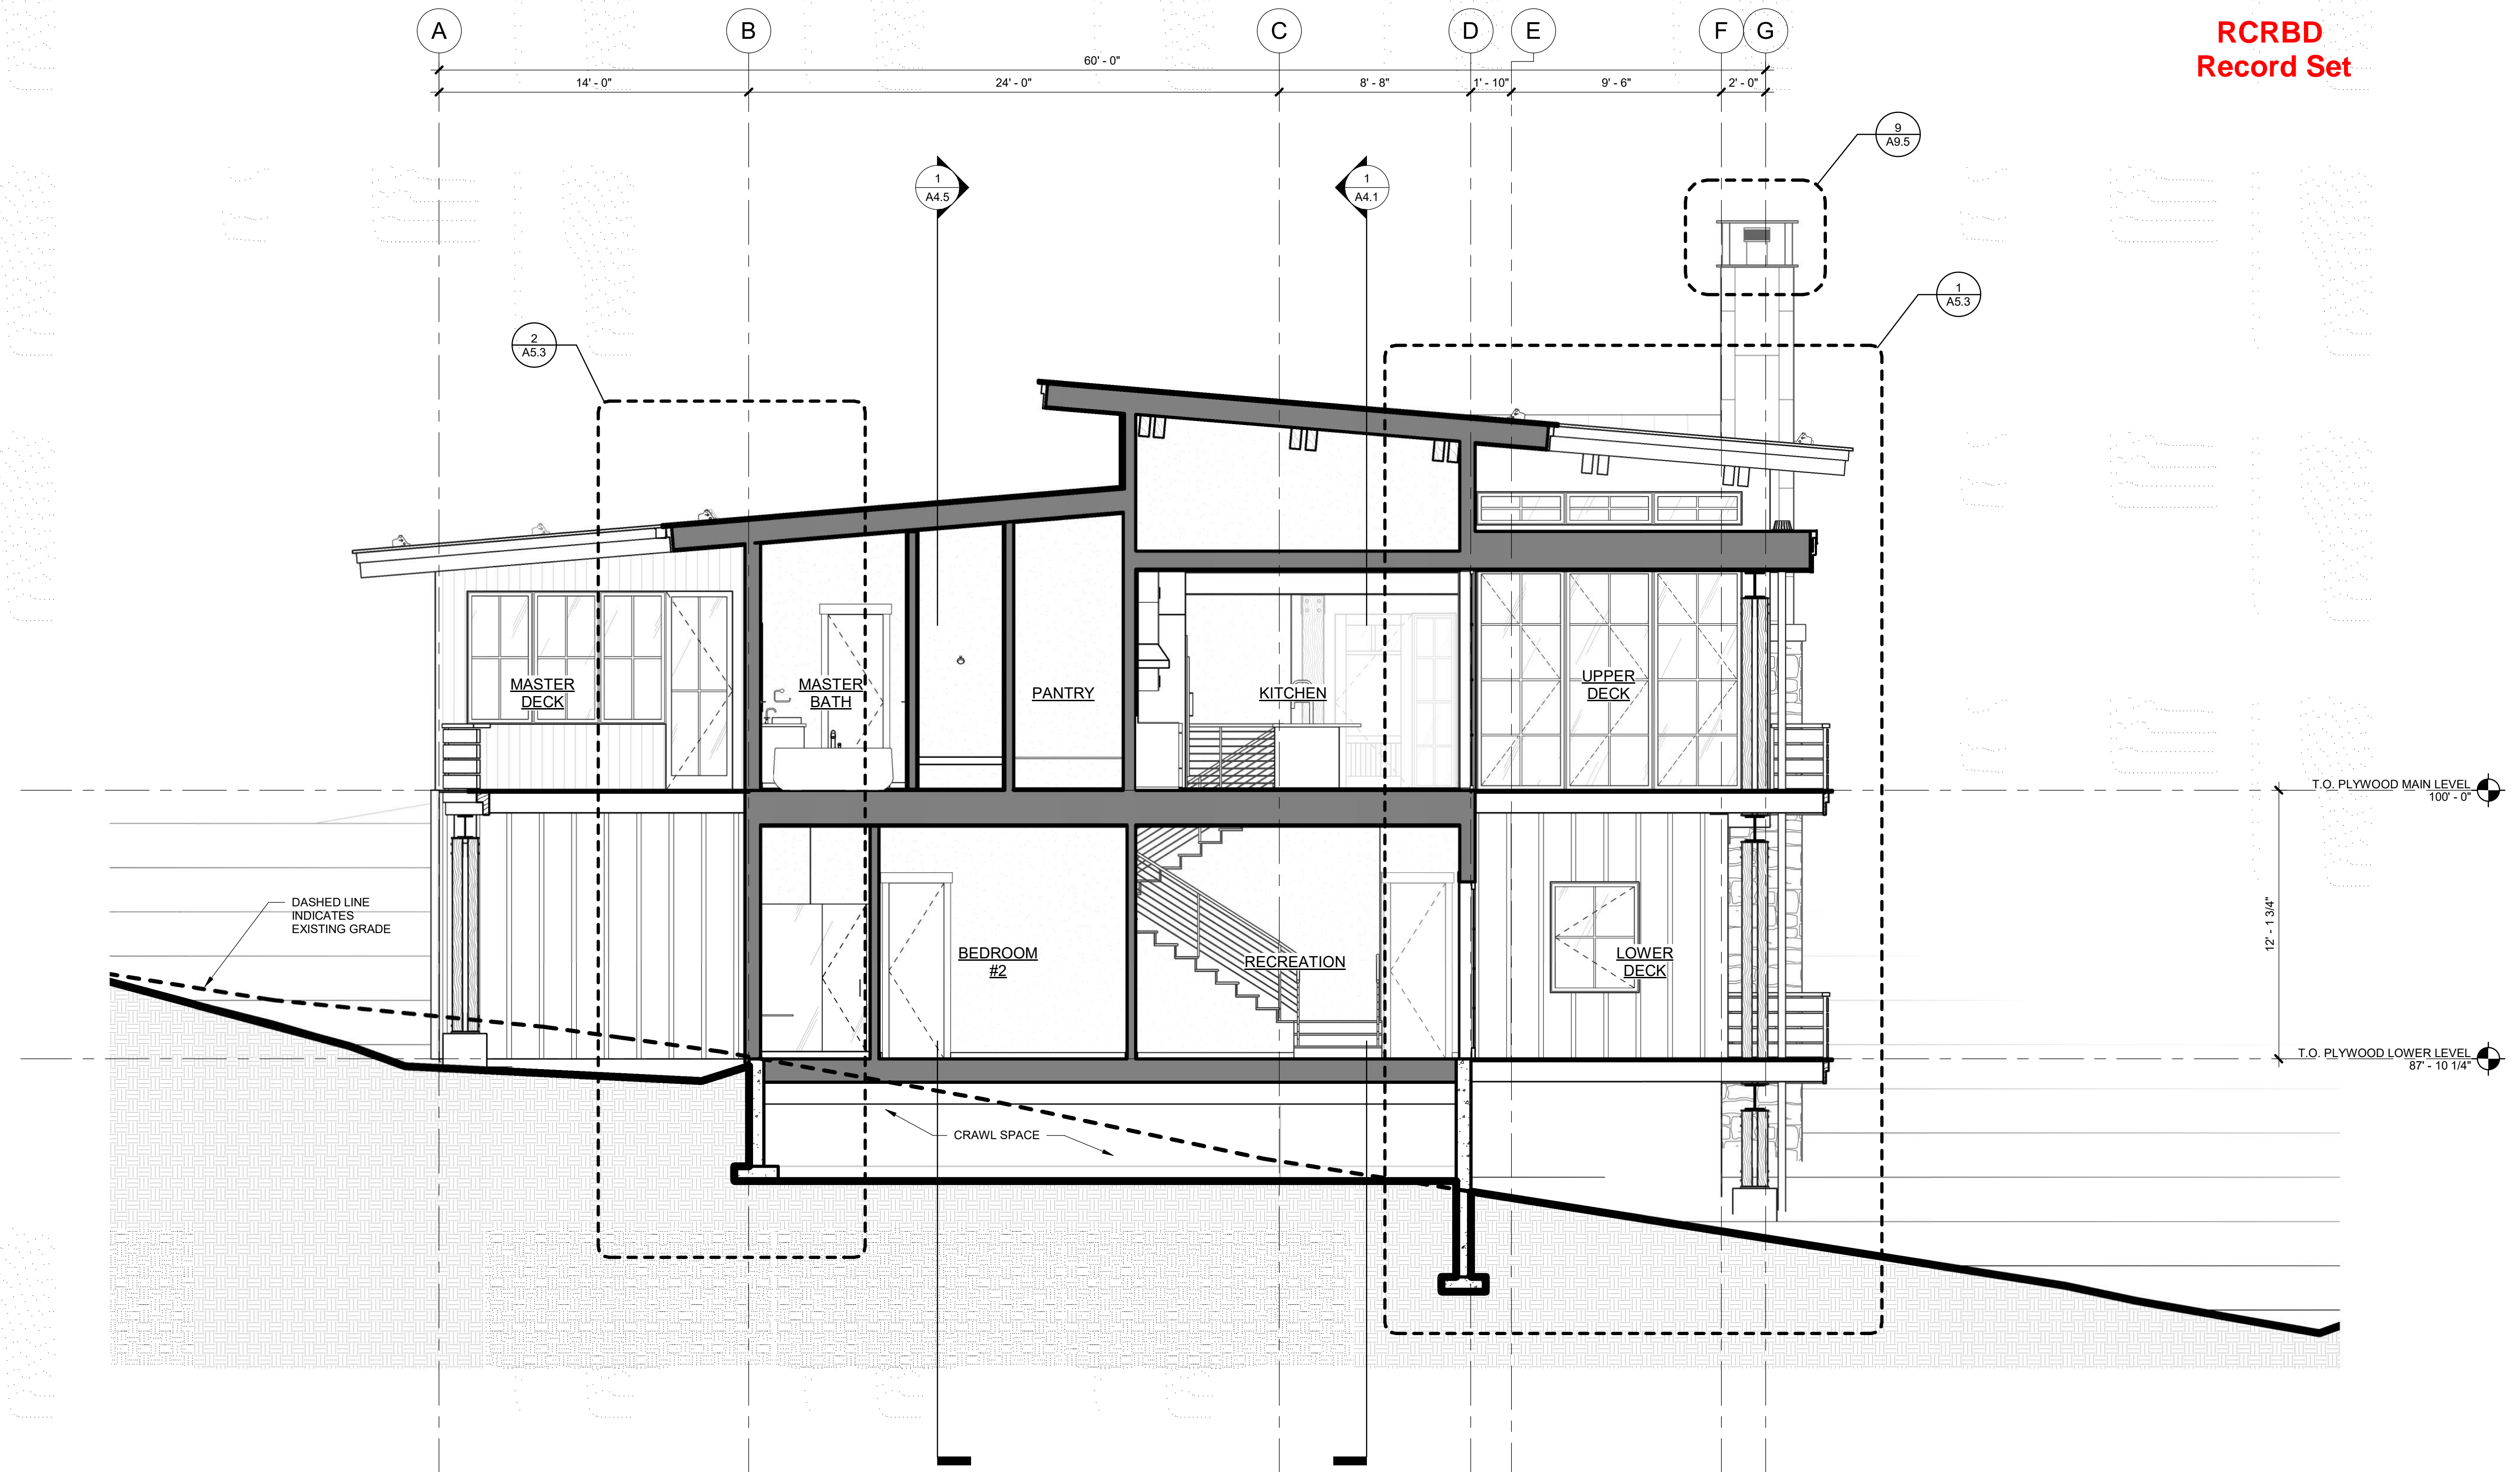 A B C D E F G
RCRBD
Record Set
60' - 0"
14' - 0" 24' - 0" 8' - 8" 1' - 10" 9' - 6" 2' - 0"
9
A9.5
1
A4.5
1
A4.1
1
A5.3
2
A5.3
MASTER
DECK
MASTER
BATH
PANTRY
KITCHEN
UPPER
DECK
T.O. PLYWOOD MAIN LEVEL
100' - 0"
DASHED LINE
INDICATES
EXISTING GRADE
12' - 1 3/4"
BEDROOM
#2
RECREATION
LOWER
DECK
T.O. PLYWOOD LOWER LEVEL
87' - 10 1/4"
CRAWL SPACE